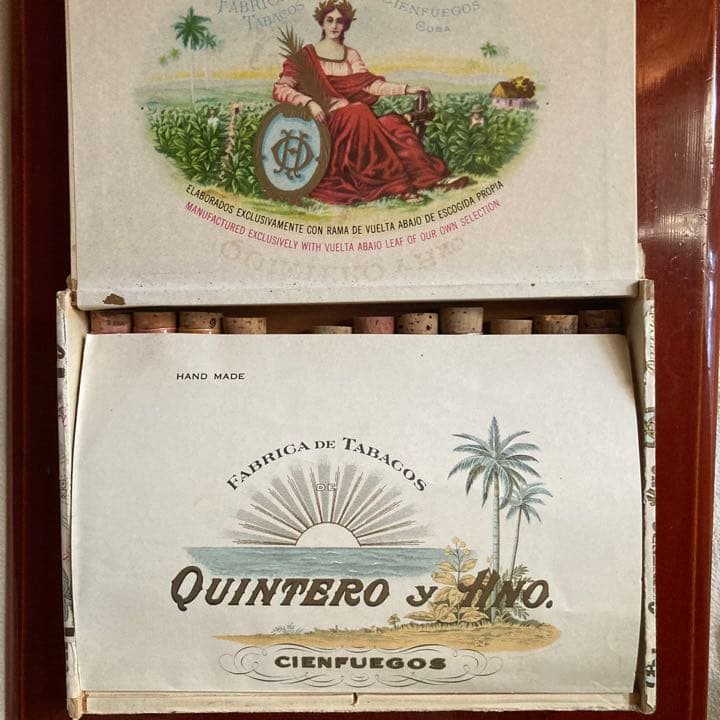 FABRICA
TABACOS
CIENFUEGOS
CUBA
ELABORADOS EXCLUSIVAMENTE CON RAMA DE VUELTA ABAJO DE ESCOGIDA PROPIA
MANUFACTURED EXCLUSIVELY WITH VUELTA ABAJO LEAF OF OUR OWN SELECTION
HAND MADE
FABRICA DE TABACOS
DE
QUINTERO Y HNO.
CIENFUEGOS